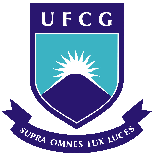 UFCG
SUPRA OMNES LUX LUCES